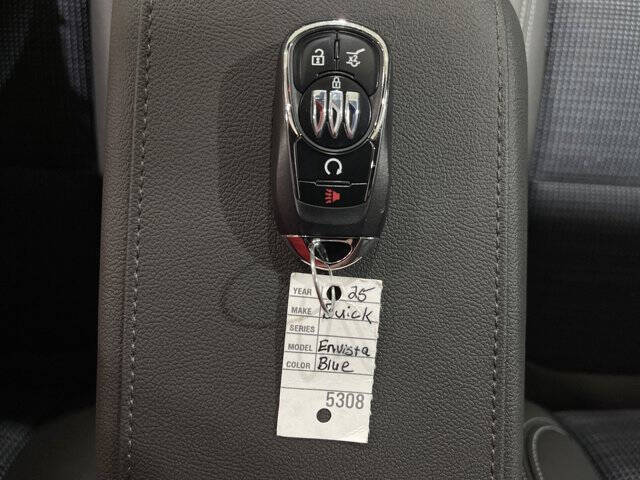 YEAR 25
MAKE Buick
SERIES
MODEL Envista
COLOR Blue
5308